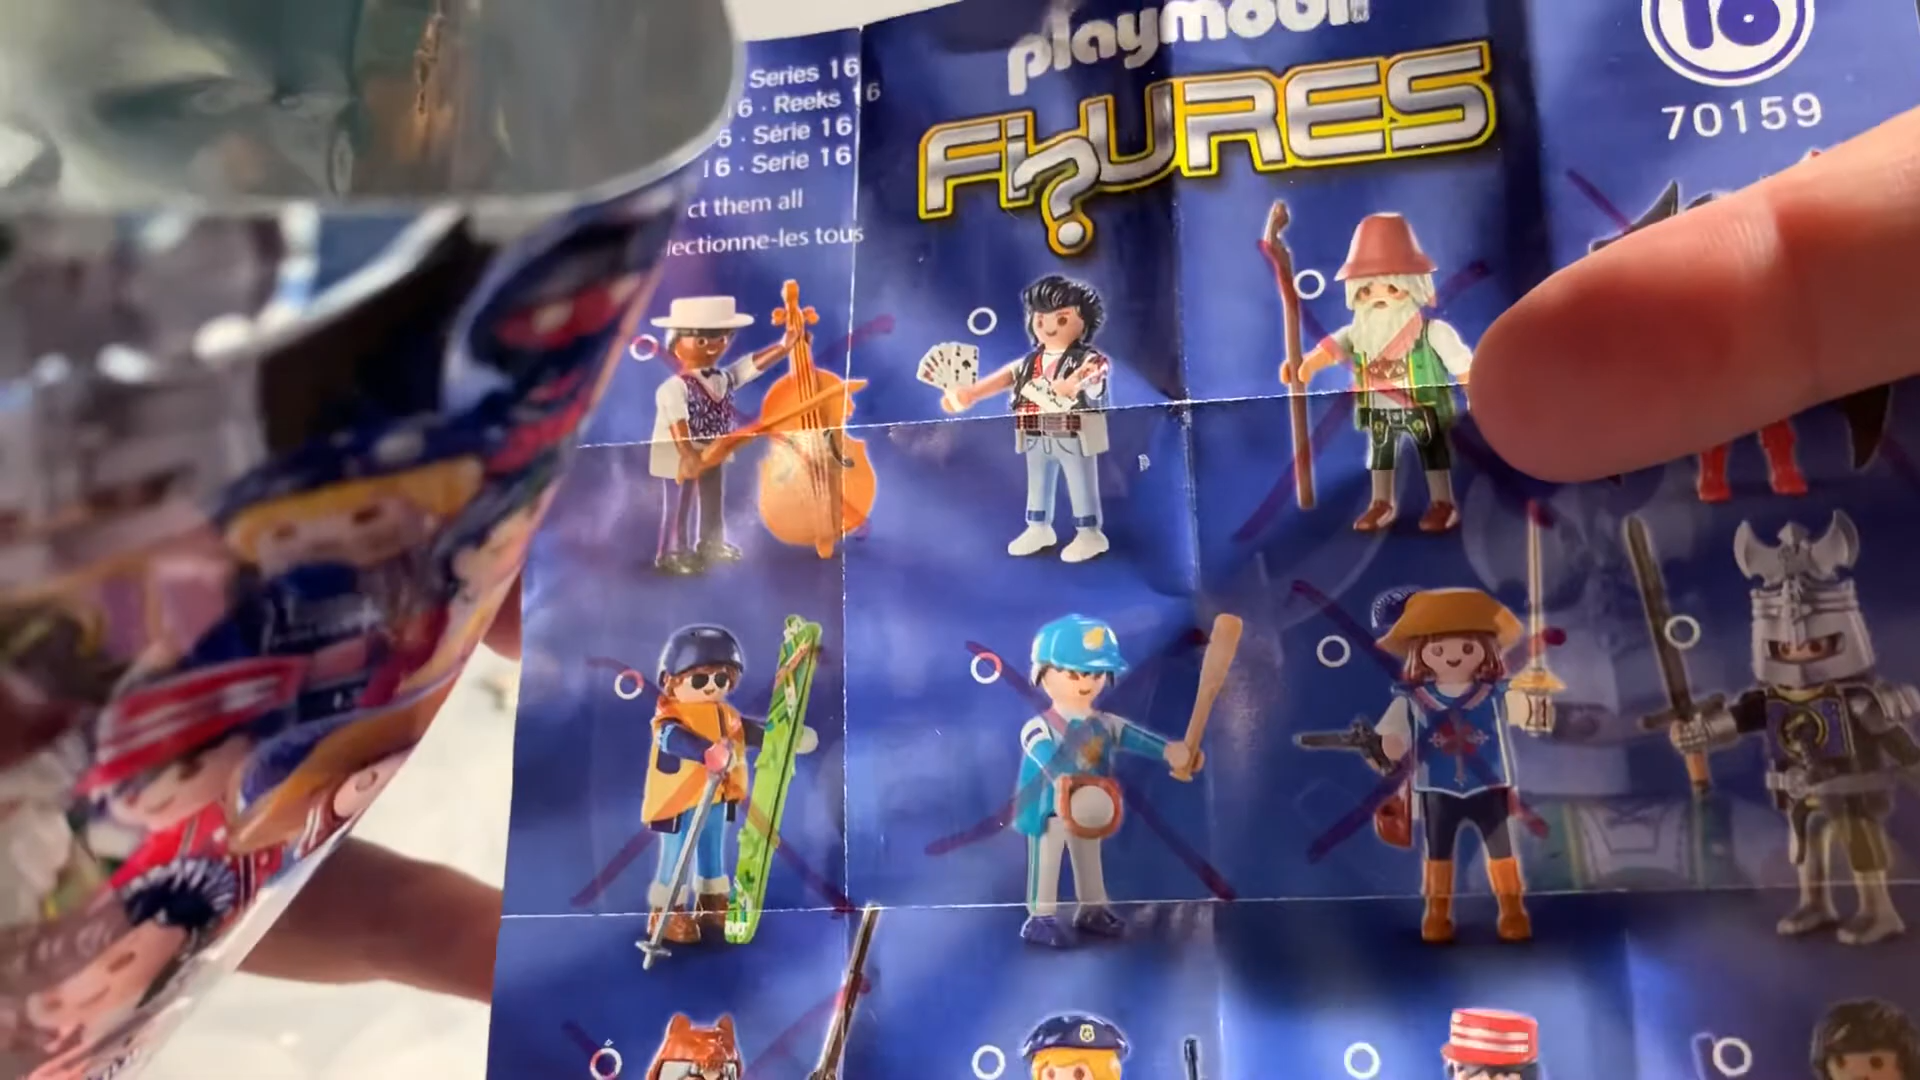 playmobil
FiguRES
16
70159
Series 16
6 · Reeks 16
6 · Série 16
16 · Serie 16
ct them all
lectionne-les tous